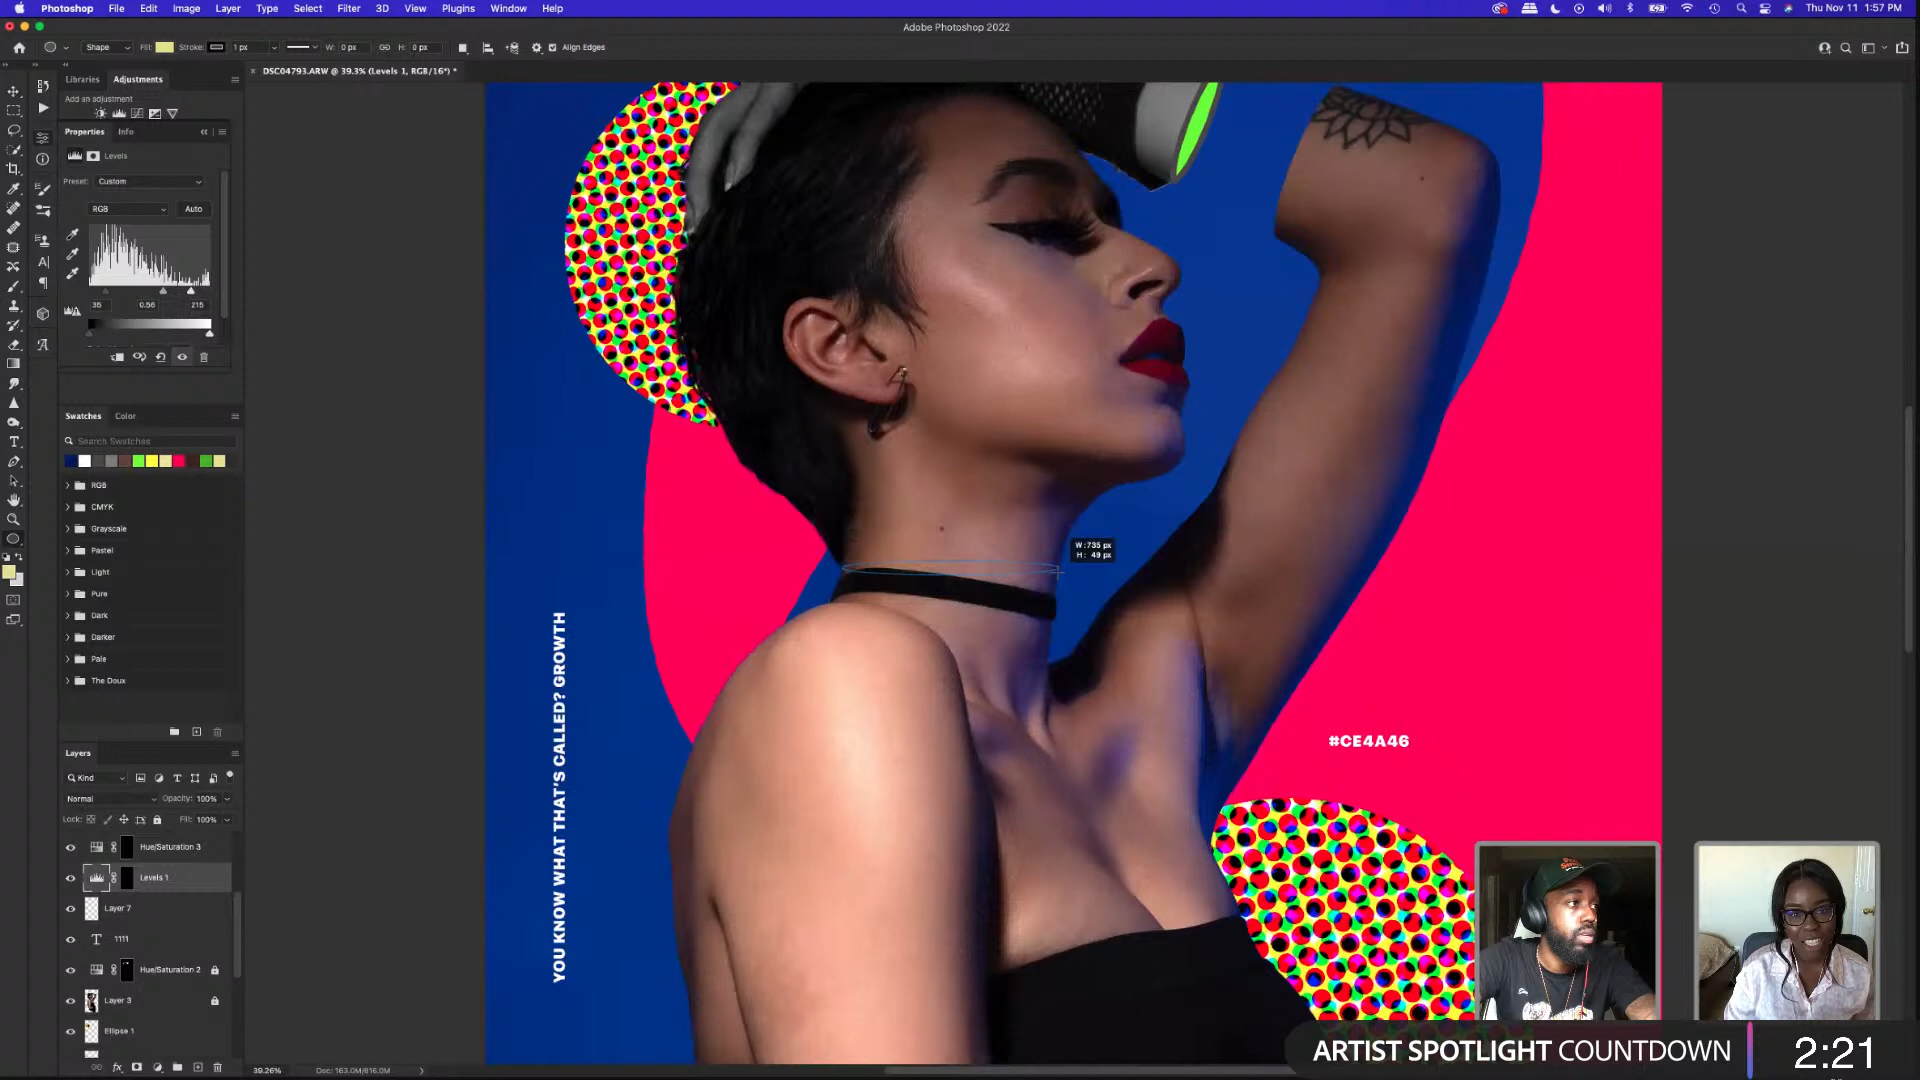 Photoshop File Edit Image Layer Type Select Filter 3D View Plugins Window Help
Thu Nov 11 1:57 PM
Adobe Photoshop 2022
Shape Fill: Stroke: 1 px W: 0 px H: 0 px Align Edges
DSC04793.ARW @ 39.3% (Levels 1, RGB/16*) *
Libraries Adjustments
Add an adjustment
Properties Info
Levels
Preset: Custom
RGB Auto
35 0.56 215
Swatches Color
Search Swatches
RGB
CMYK
Grayscale
Pastel
Light
Pure
Dark
Darker
Pale
The Doux
Layers
Kind
Normal Opacity: 100%
Lock: Fill: 100%
Hue/Saturation 3
Levels 1
Layer 7
1111
Hue/Saturation 2
Layer 3
Ellipse 1
39.26% Doc: 163.0M/816.0M
W: 735 px
H: 49 px
YOU KNOW WHAT THAT'S CALLED? GROWTH
#CE4A46
ARTIST SPOTLIGHT COUNTDOWN 2:21